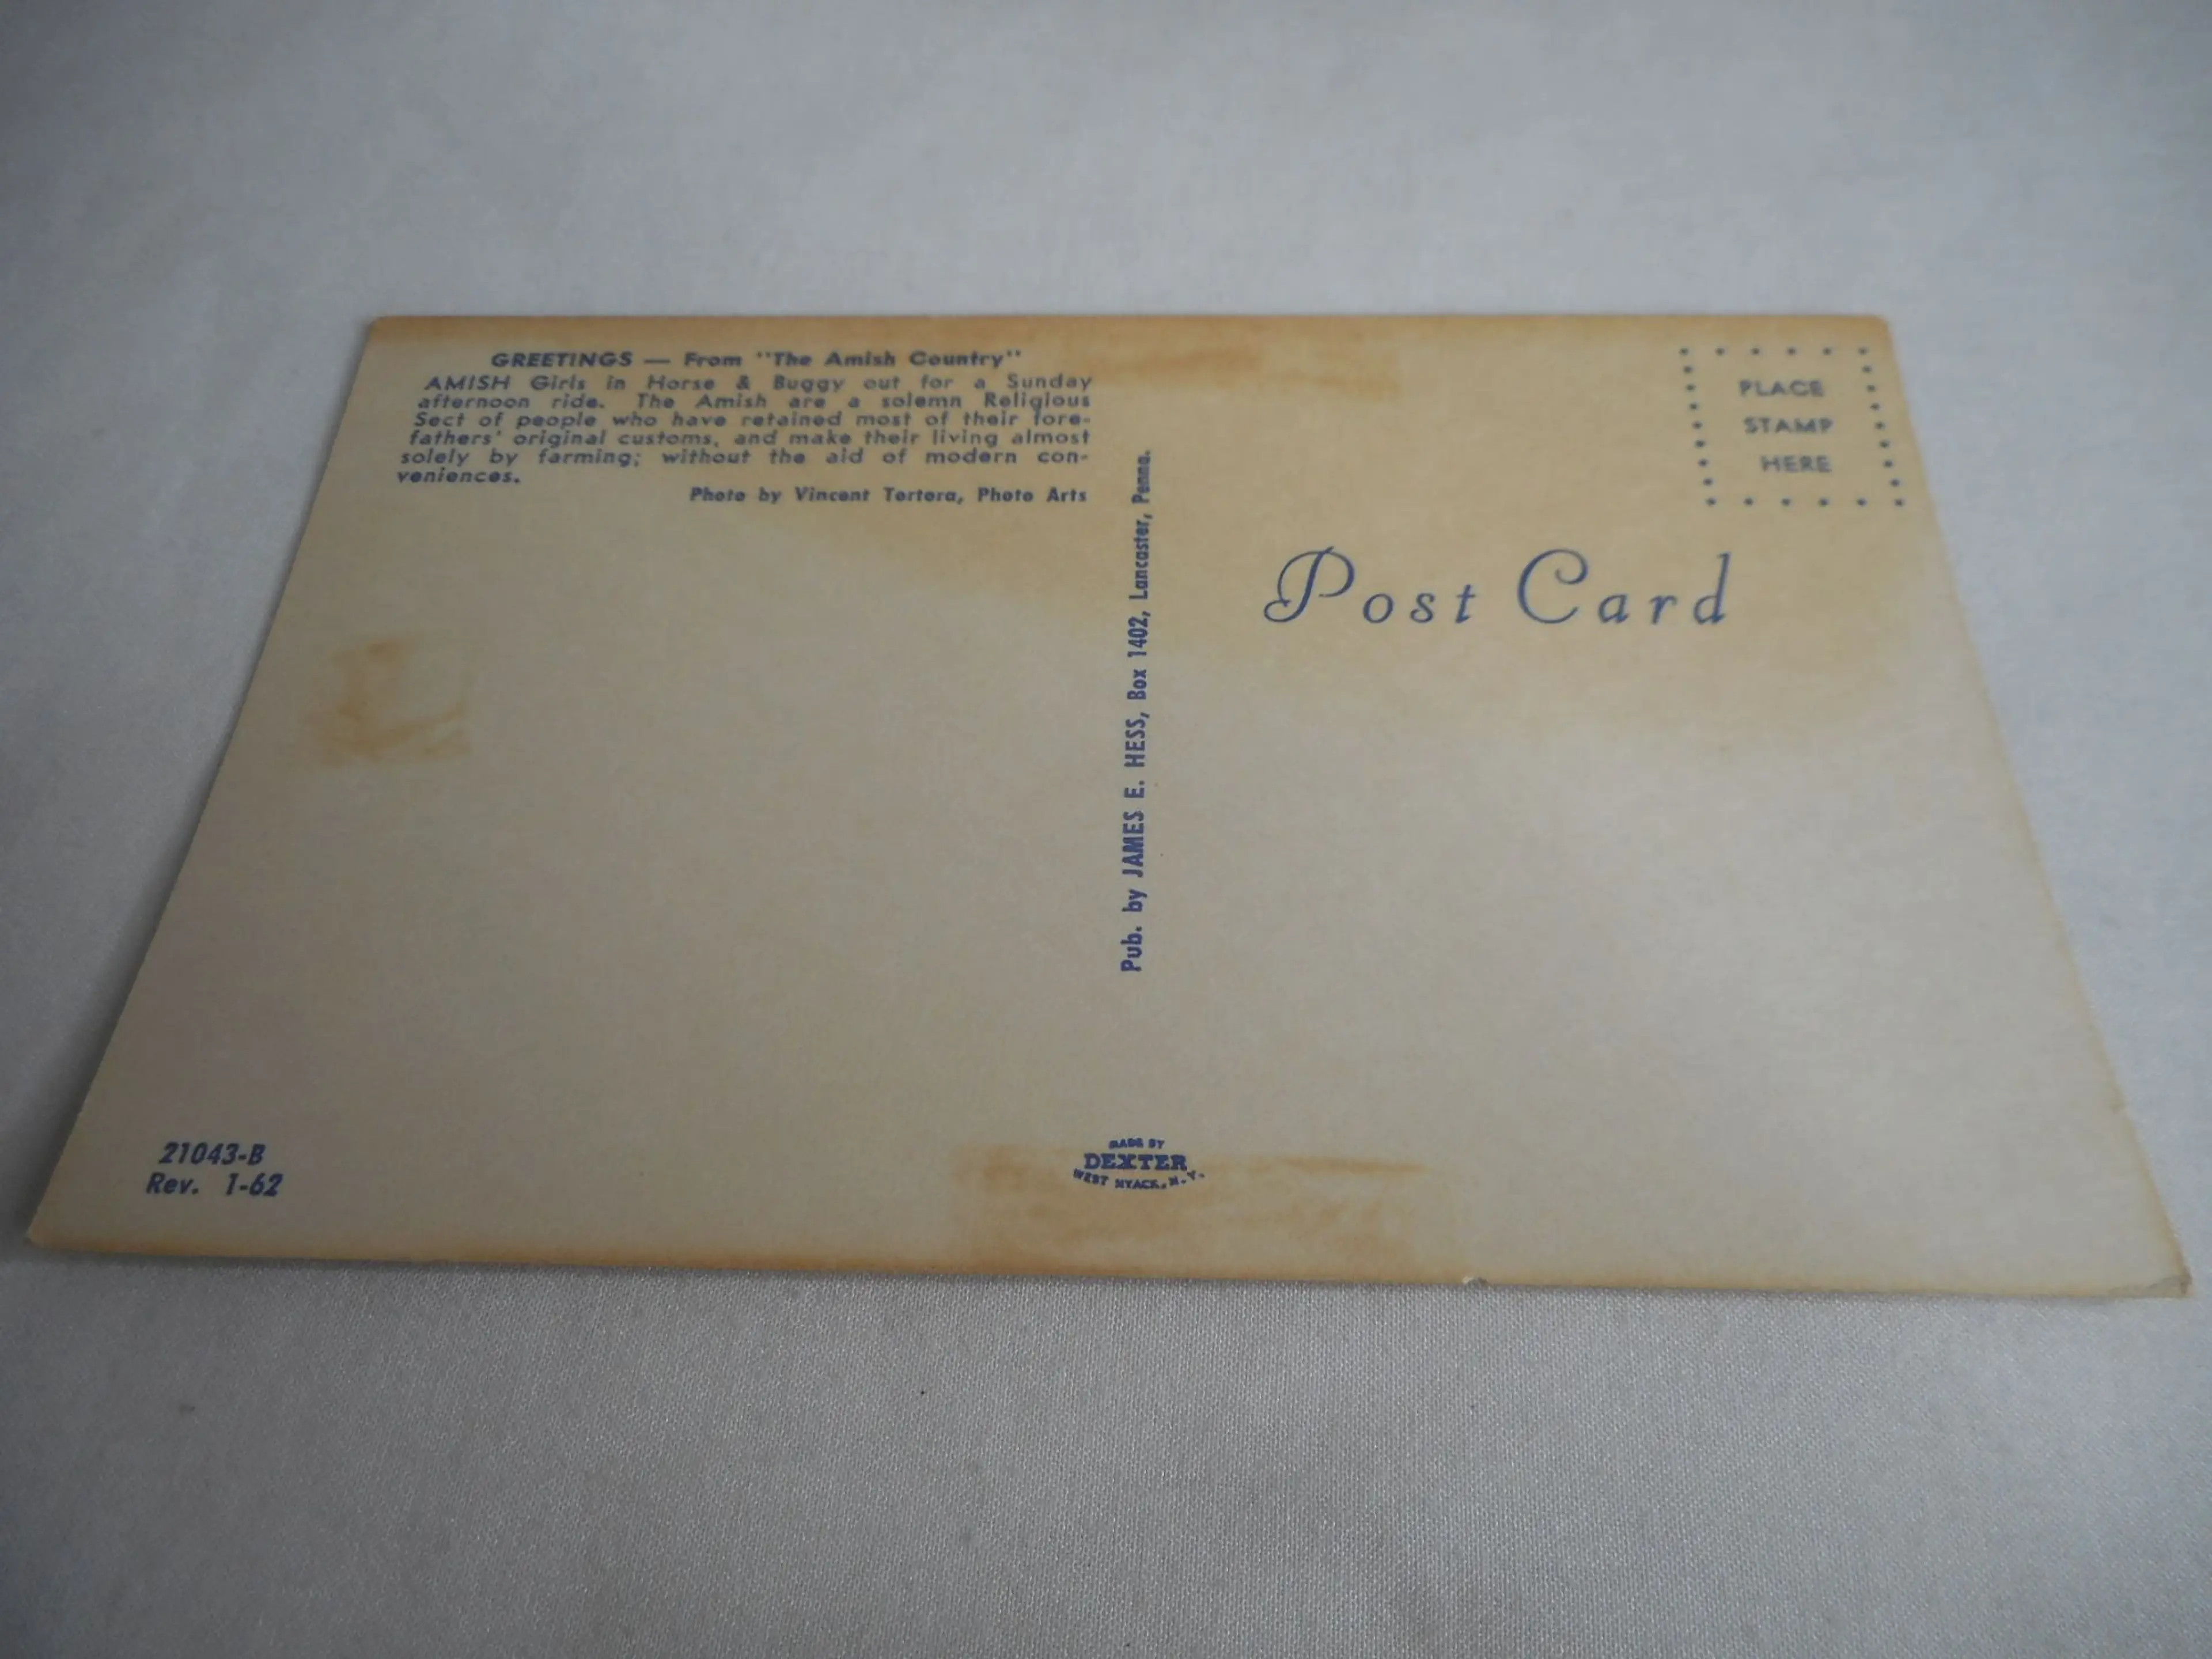 GREETINGS — From "The Amish Country"
AMISH Girls in Horse & Buggy out for a Sunday
afternoon ride. The Amish are a solemn Religious
Sect of people who have retained most of their fore-
fathers' original customs, and make their living almost
solely by farming; without the aid of modern con-
veniences.
Photo by Vincent Tortora, Photo Arts
Pub. by JAMES E. HESS, Box 1402, Lancaster, Penna.
PLACE
STAMP
HERE
Post Card
21043-B
Rev. 1-62
MADE BY
DEXTER
WEST NYACK, N.Y.